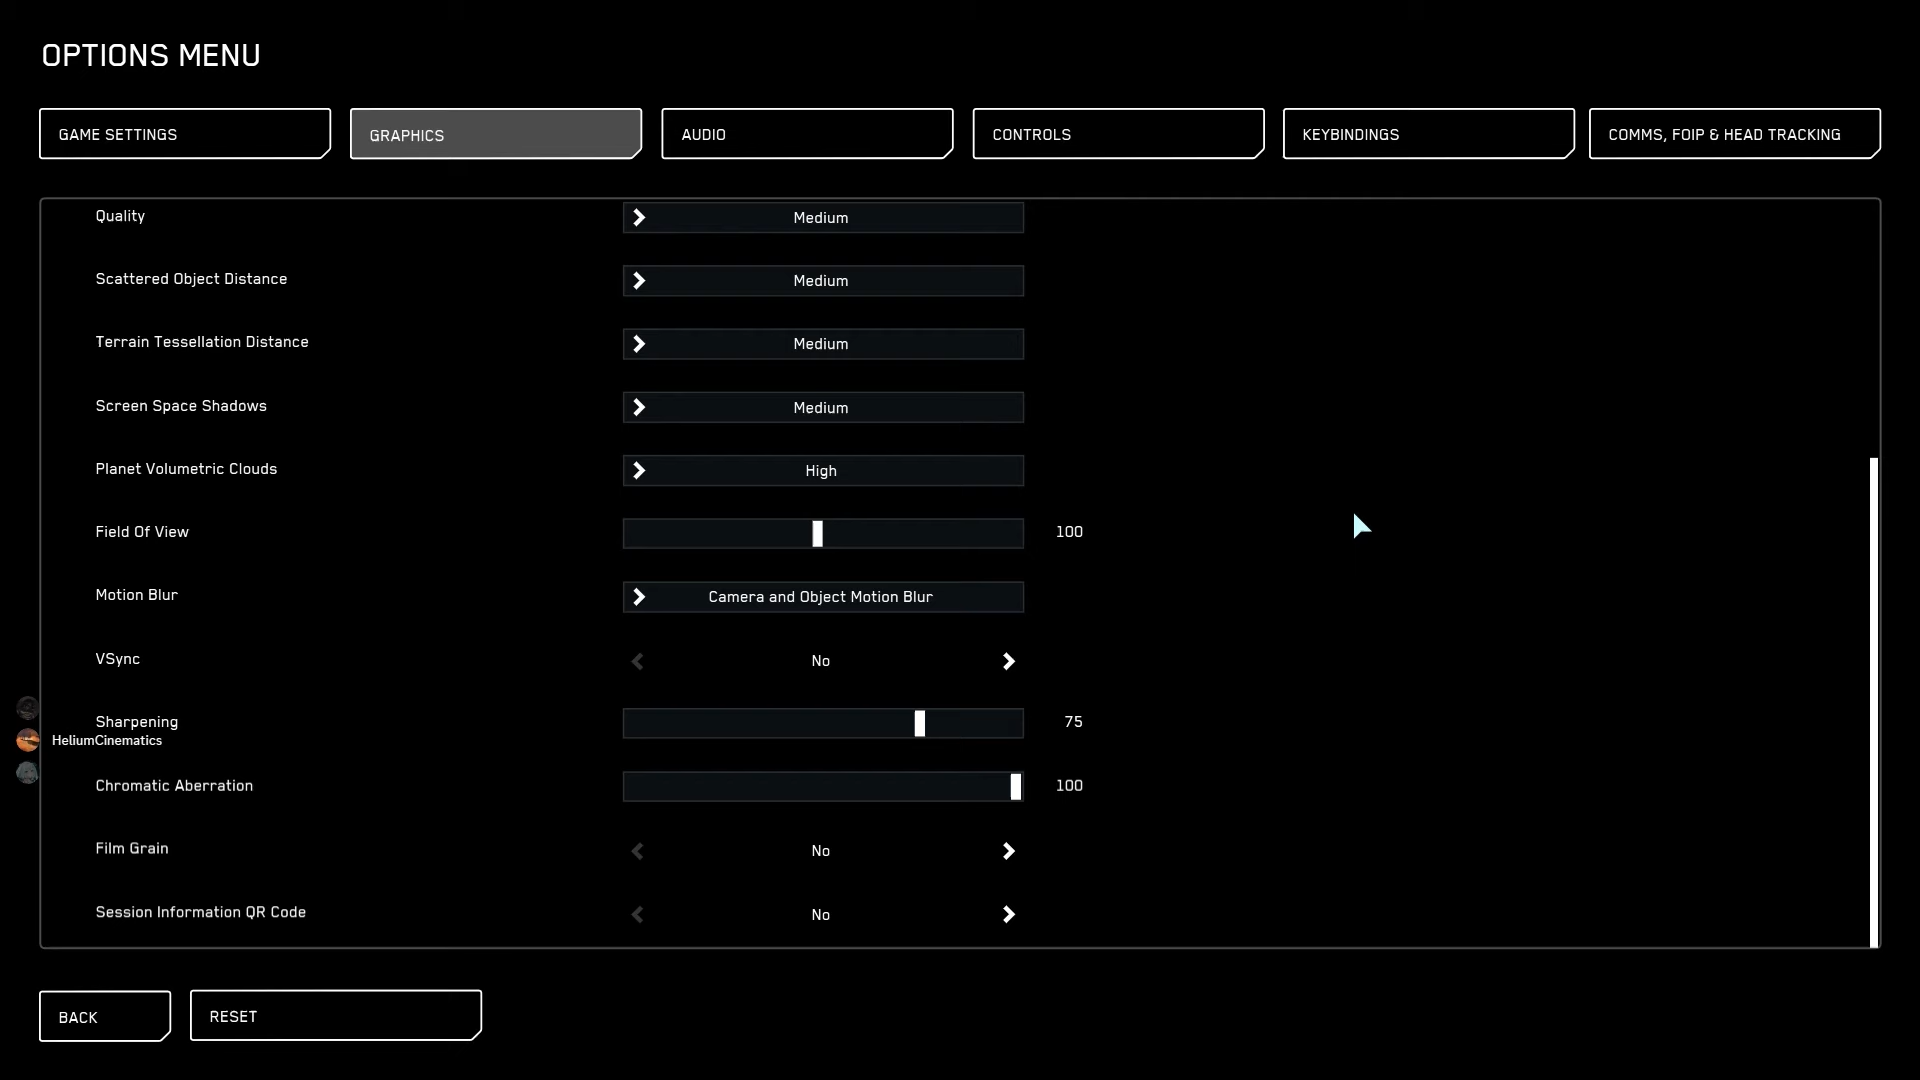 OPTIONS MENU
GAME SETTINGS
GRAPHICS
AUDIO
CONTROLS
KEYBINDINGS
COMMS, FOIP & HEAD TRACKING
Quality Medium
Scattered Object Distance Medium
Terrain Tessellation Distance Medium
Screen Space Shadows Medium
Planet Volumetric Clouds High
Field Of View 100
Motion Blur Camera and Object Motion Blur
VSync No
Sharpening 75
HeliumCinematics
Chromatic Aberration 100
Film Grain No
Session Information QR Code No
BACK
RESET